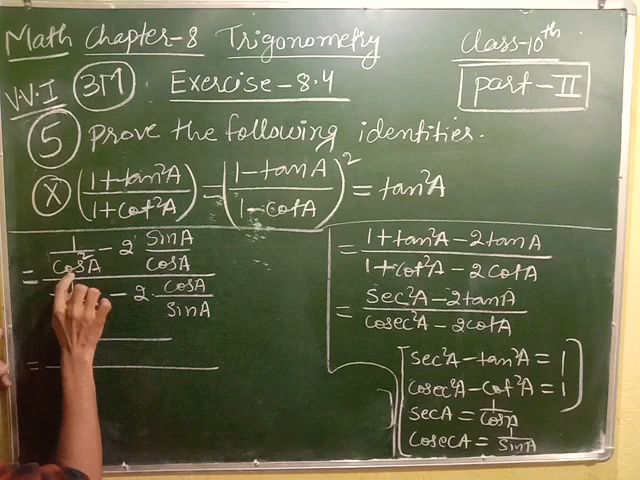 Math Chapter-8 Trigonometry Class-10th
V.V.I 3M Exercise-8.4 part-II
5 Prove the following identities.
(x) ((1+tan²A)/(1+cot²A)) = ((1-tanA)/(1-cotA))² = tan²A
= (1/cos²A - 2 sinA/cosA)/( - 2. cosA/sinA)
=
= (1+tan²A-2tanA)/(1+cot²A-2cotA)
= (sec²A-2tanA)/(cosec²A-2cotA)
sec²A-tan²A=1
cosec²A-cot²A=1
secA=1/cosA
cosecA=1/sinA